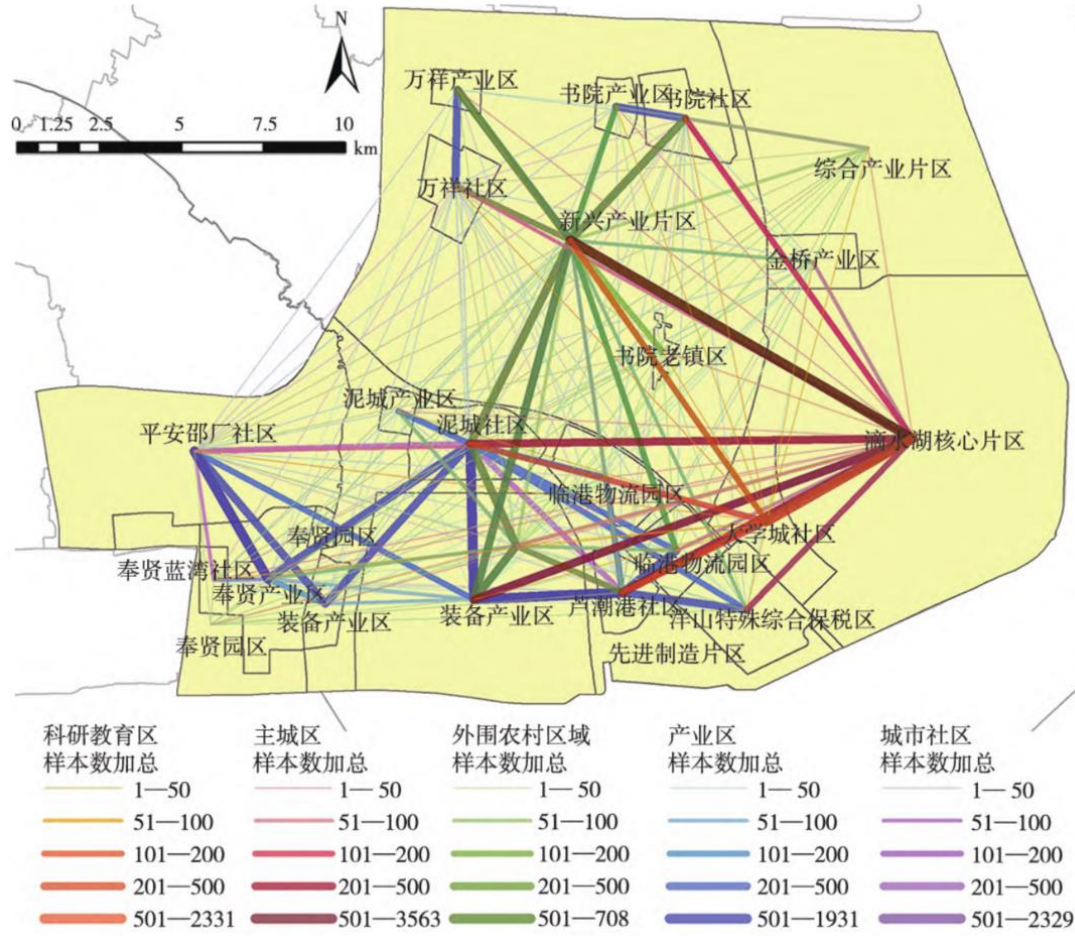 N
0 1.25 2.5 5 7.5 10
km
万祥产业区
书院产业区
书院社区
综合产业片区
万祥社区
新兴产业片区
金桥产业区
书院老镇区
泥城产业区
平安邵厂社区
泥城社区
滴水湖核心片区
临港物流园区
奉贤园区
大学城社区
奉贤蓝湾社区
临港物流园区
奉贤产业区
装备产业区
装备产业区
芦潮港社区
洋山特殊综合保税区
奉贤园区
先进制造片区
科研教育区 主城区 外围农村区域 产业区 城市社区
样本数加总 样本数加总 样本数加总 样本数加总 样本数加总
1—50 1—50 1—50 1—50 1—50
51—100 51—100 51—100 51—100 51—100
101—200 101—200 101—200 101—200 101—200
201—500 201—500 201—500 201—500 201—500
501—2331 501—3563 501—708 501—1931 501—2329